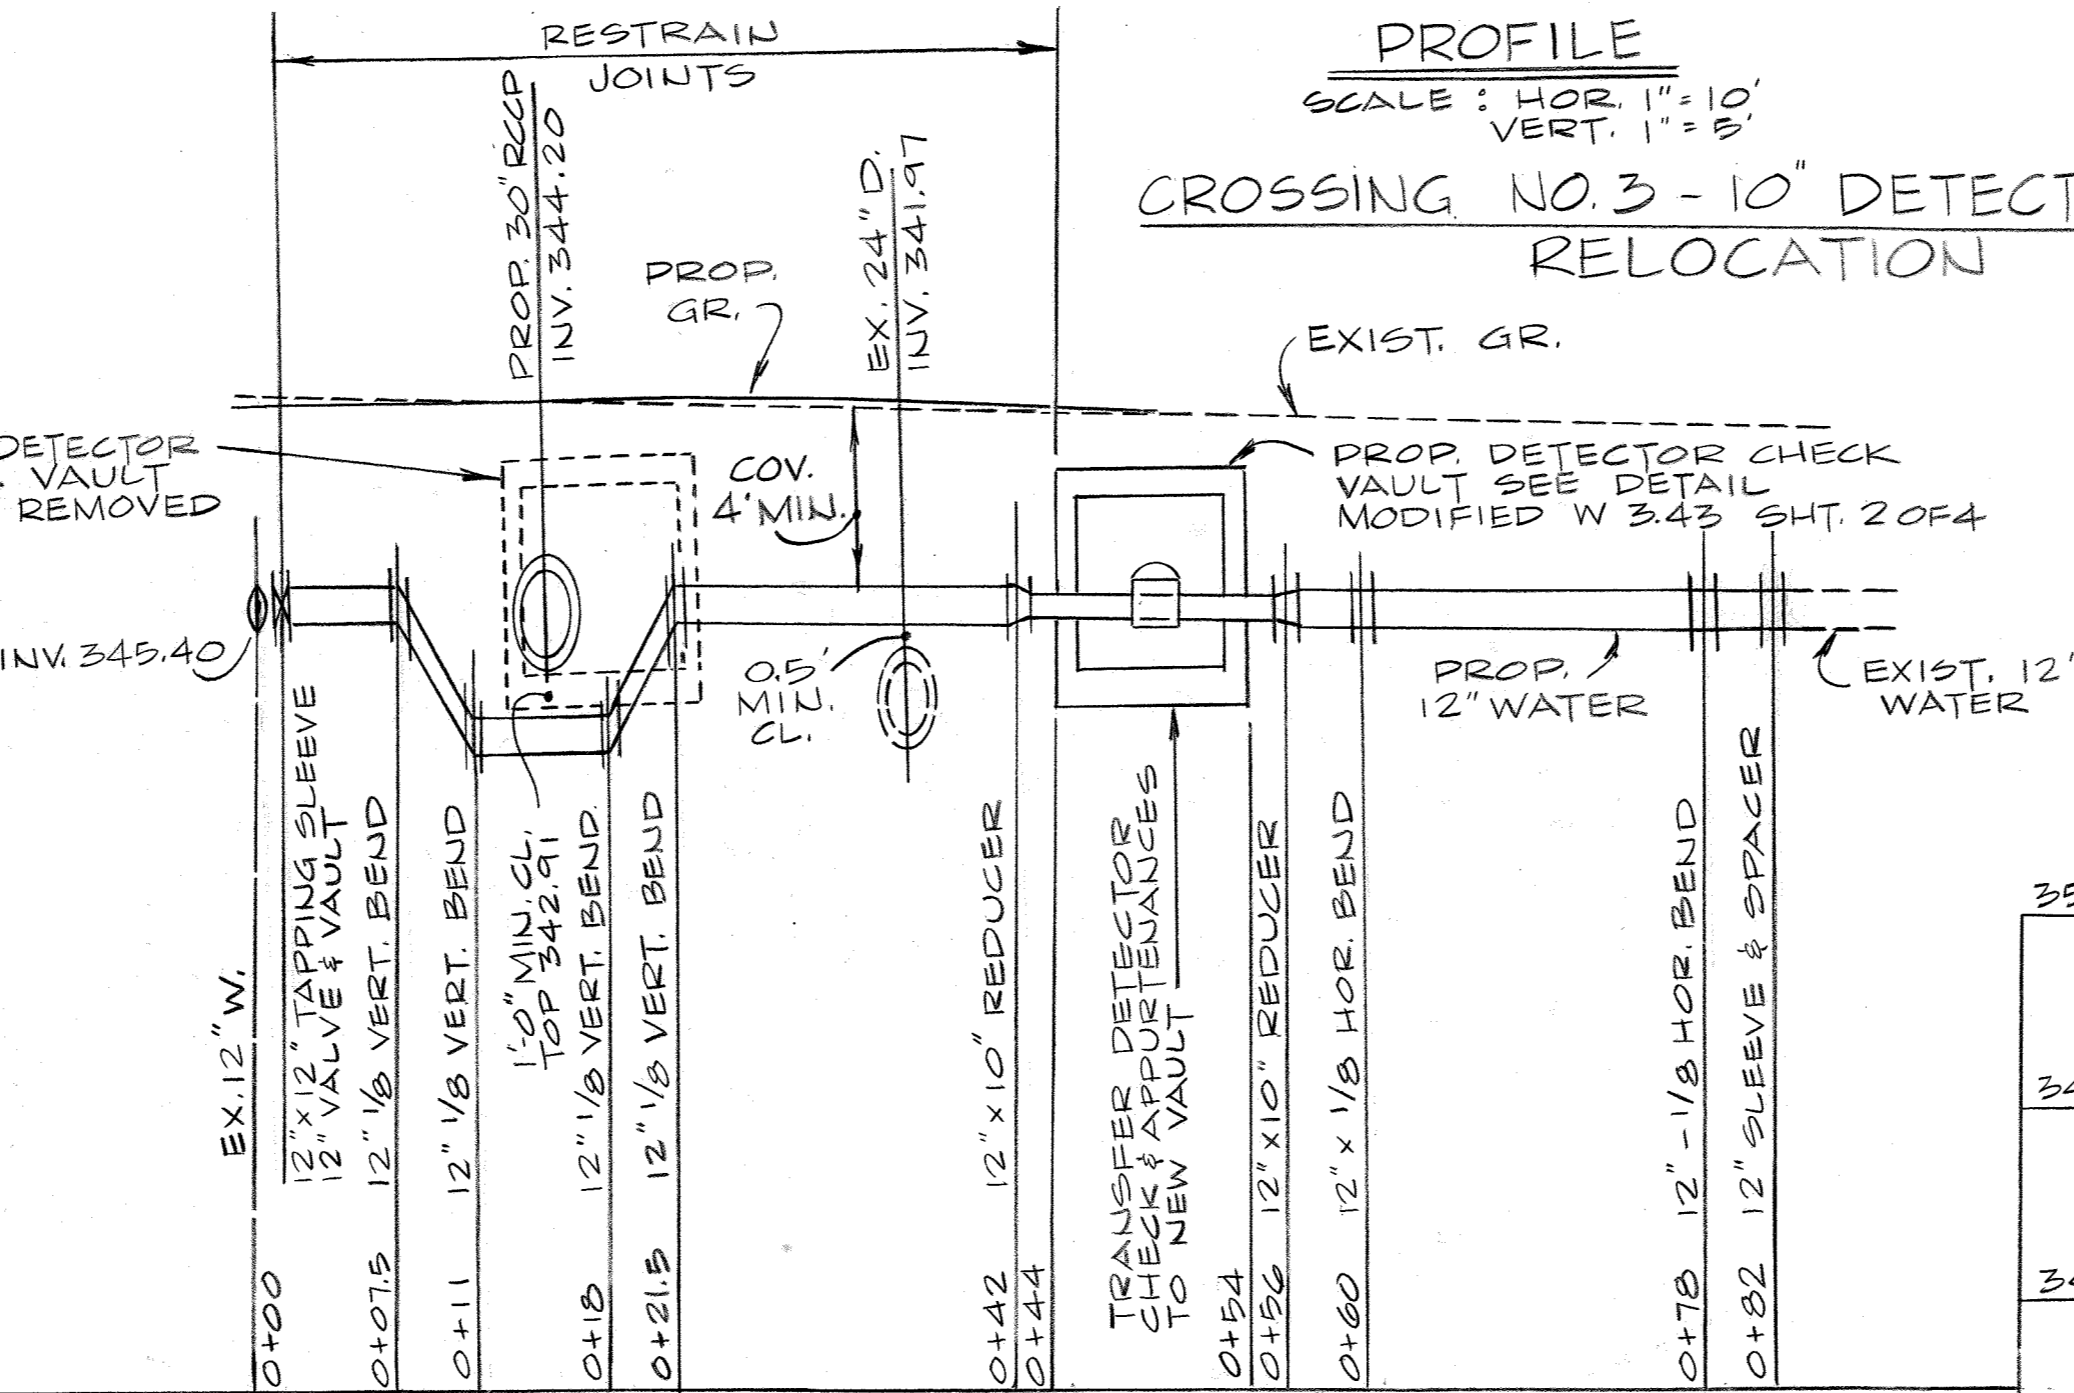 RESTRAIN
JOINTS
PROFILE
SCALE : HOR. 1" = 10'
VERT. 1" = 5'
CROSSING NO. 3 - 10" DETECT
RELOCATION
PROP. 30" RCCP
INV. 344.20
PROP.
GR.
EX. 24" D.
INV. 341.97
EXIST. GR.
DETECTOR
VAULT
REMOVED
COV.
4' MIN.
PROP. DETECTOR CHECK
VAULT SEE DETAIL
MODIFIED W 3.43 SHT. 2 OF 4
INV. 345.40
0.5'
MIN.
CL.
PROP.
12" WATER
EXIST. 12"
WATER
EX. 12" W.
12" x 12" TAPPING SLEEVE
12" VALVE & VAULT
12" 1/8 VERT. BEND
12" 1/8 VERT. BEND
1'-0" MIN. CL.
TOP 342.91
12" 1/8 VERT. BEND.
12" 1/8 VERT. BEND
12" x 10" REDUCER
TRANSFER DETECTOR
CHECK & APPURTENANCES
TO NEW VAULT
12" x 10" REDUCER
12" x 1/8 HOR. BEND
12" - 1/8 HOR. BEND
12" SLEEVE & SPACER
0+00
0+07.5
0+11
0+18
0+21.5
0+42
0+44
0+54
0+56
0+60
0+78
0+82
35
34
34